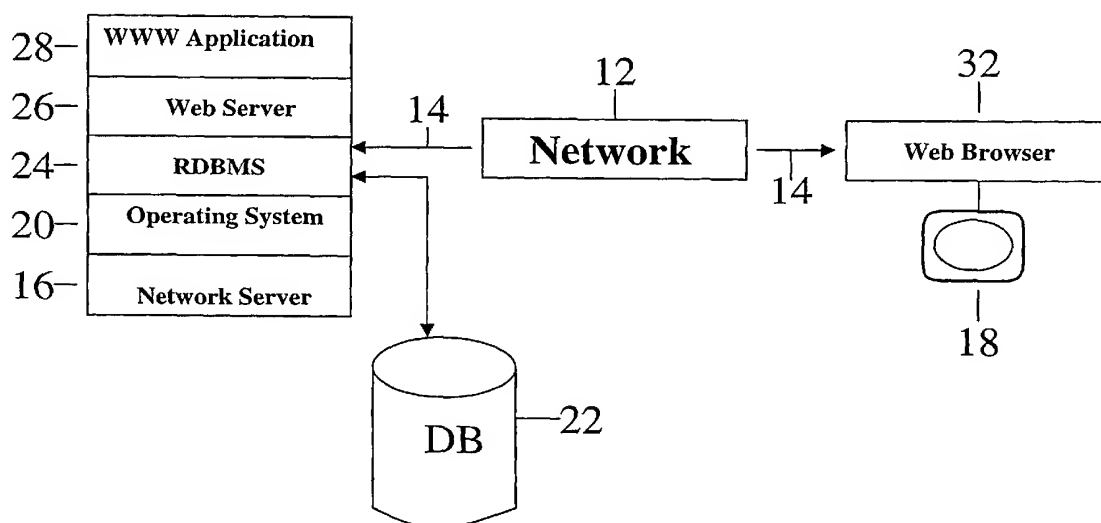 28
WWW Application
26
Web Server
24
RDBMS
20
Operating System
16
Network Server
14
12
Network
14
32
Web Browser
18
DB
22